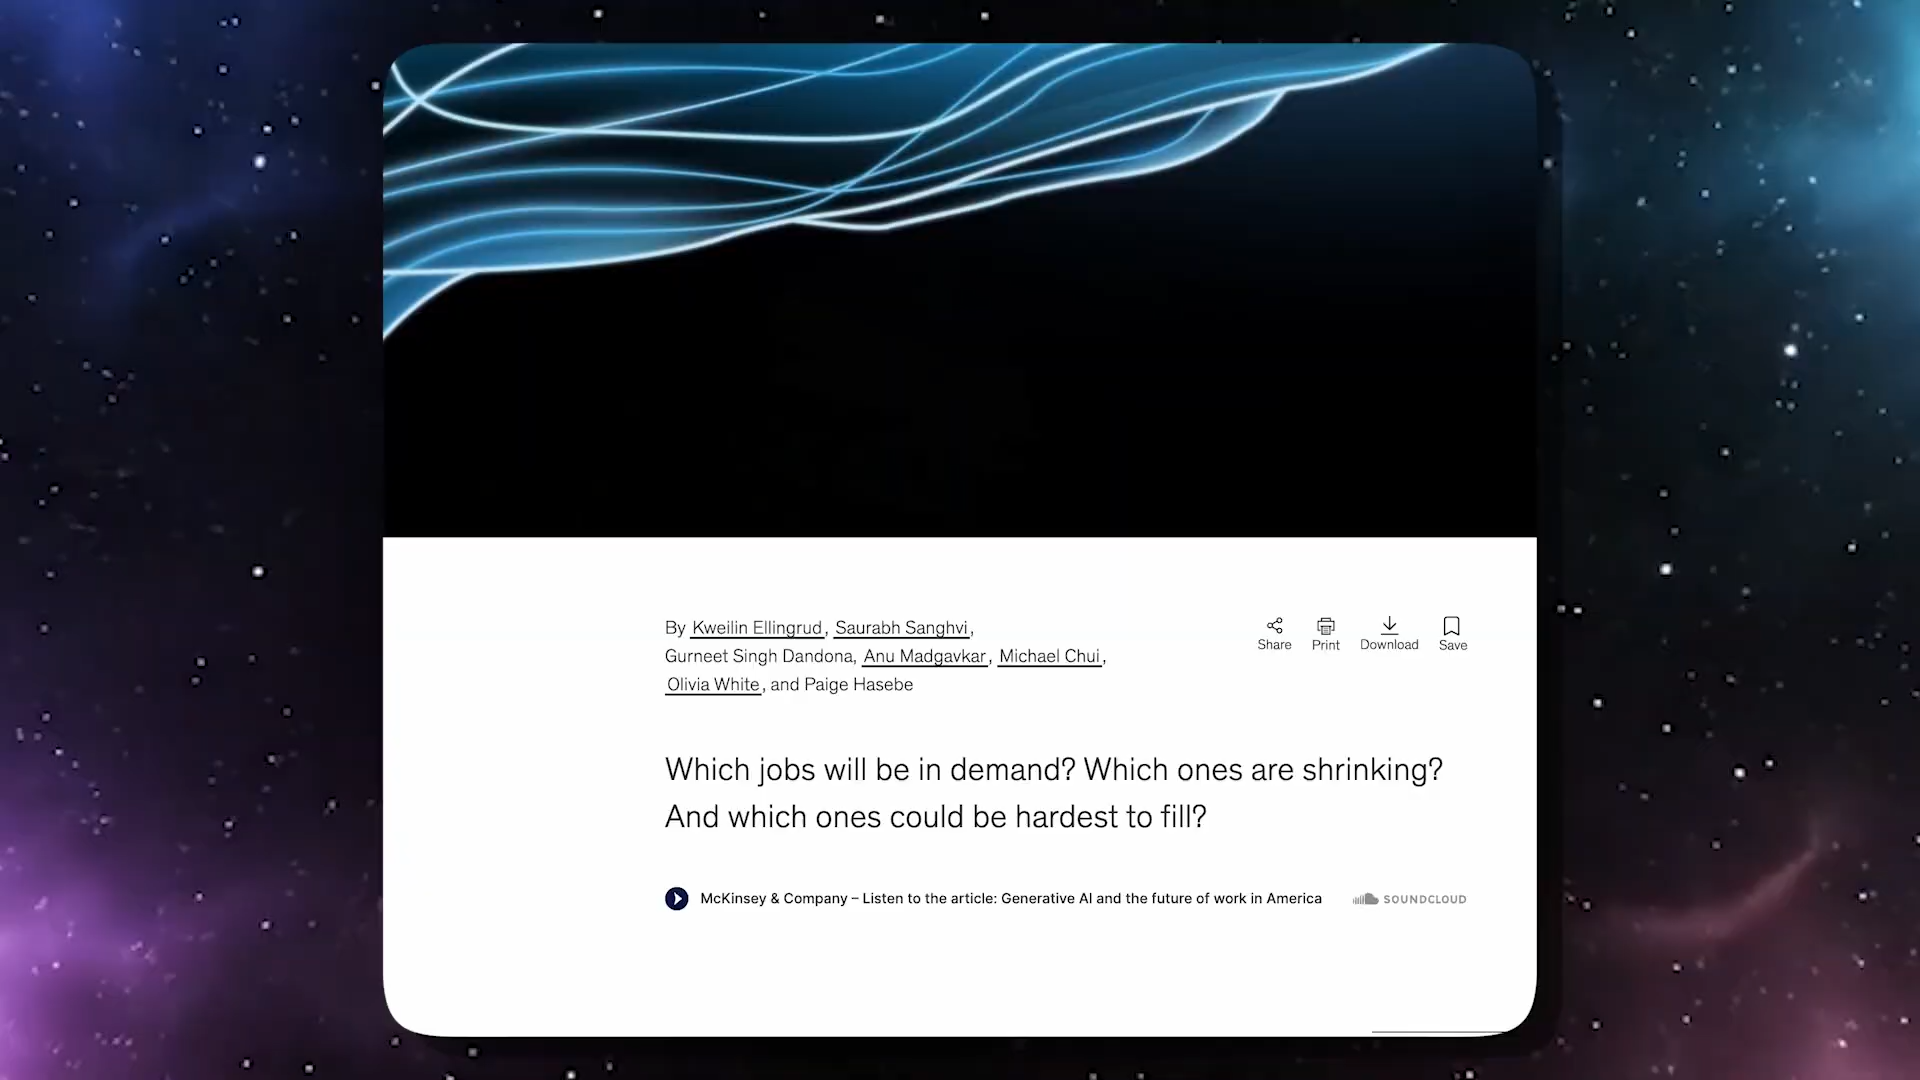 By Kweilin Ellingrud, Saurabh Sanghvi,
Gurneet Singh Dandona, Anu Madgavkar, Michael Chui,
Olivia White, and Paige Hasebe
Share Print Download Save
Which jobs will be in demand? Which ones are shrinking?
And which ones could be hardest to fill?
McKinsey & Company – Listen to the article: Generative AI and the future of work in America
SOUNDCLOUD